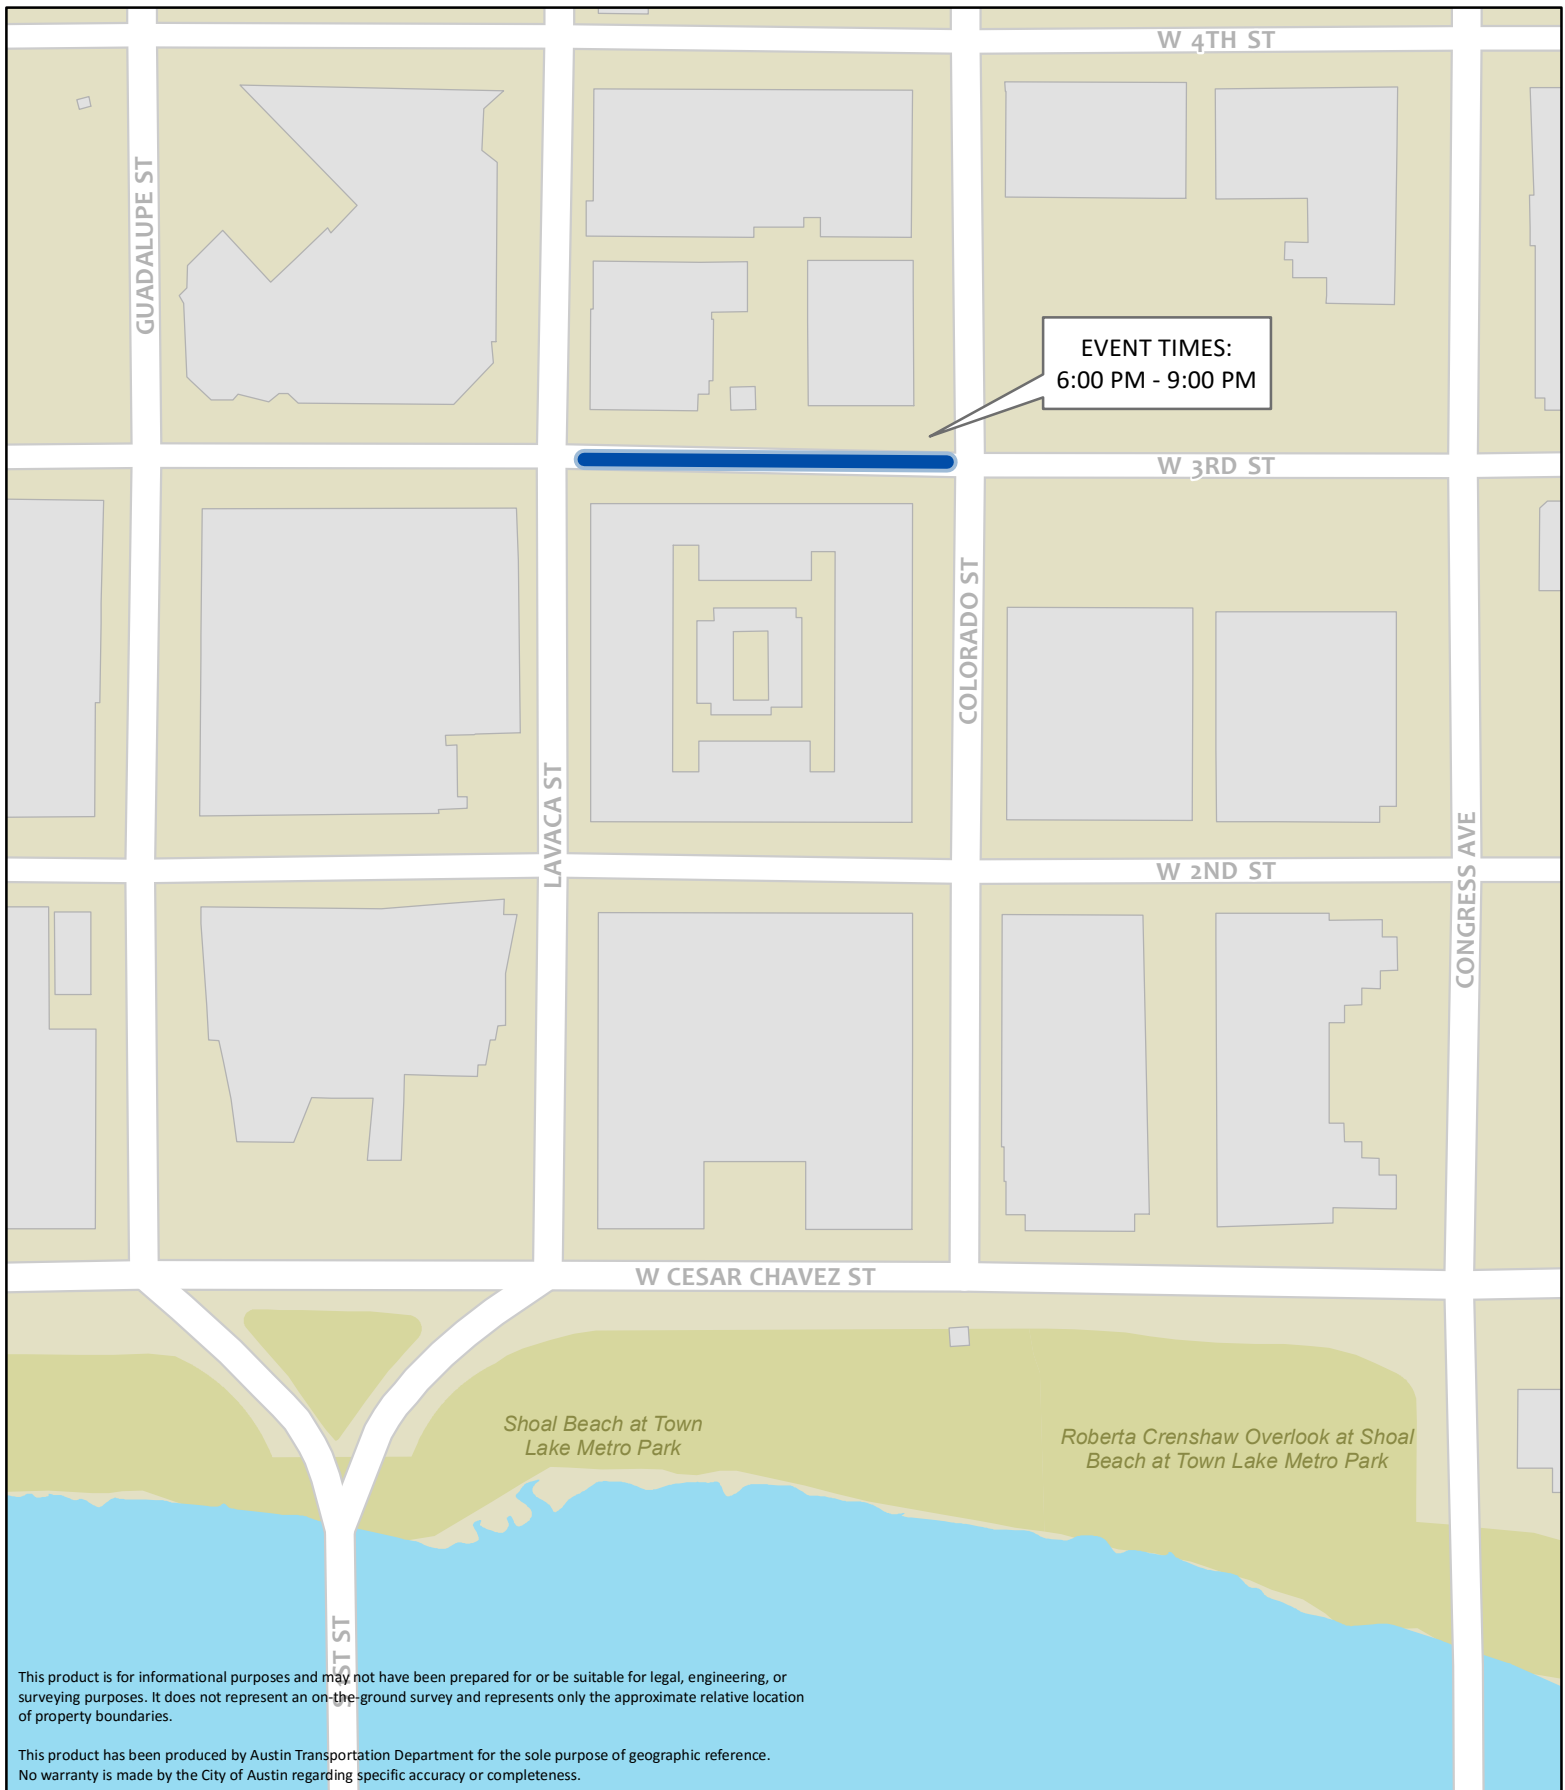 W 4TH ST
GUADALUPE ST
EVENT TIMES:
6:00 PM - 9:00 PM
W 3RD ST
COLORADO ST
LAVACA ST
W 2ND ST
CONGRESS AVE
W CESAR CHAVEZ ST
Shoal Beach at Town
Lake Metro Park
Roberta Crenshaw Overlook at Shoal
Beach at Town Lake Metro Park
ST ST
This product is for informational purposes and may not have been prepared for or be suitable for legal, engineering, or
surveying purposes. It does not represent an on-the-ground survey and represents only the approximate relative location
of property boundaries.
This product has been produced by Austin Transportation Department for the sole purpose of geographic reference.
No warranty is made by the City of Austin regarding specific accuracy or completeness.